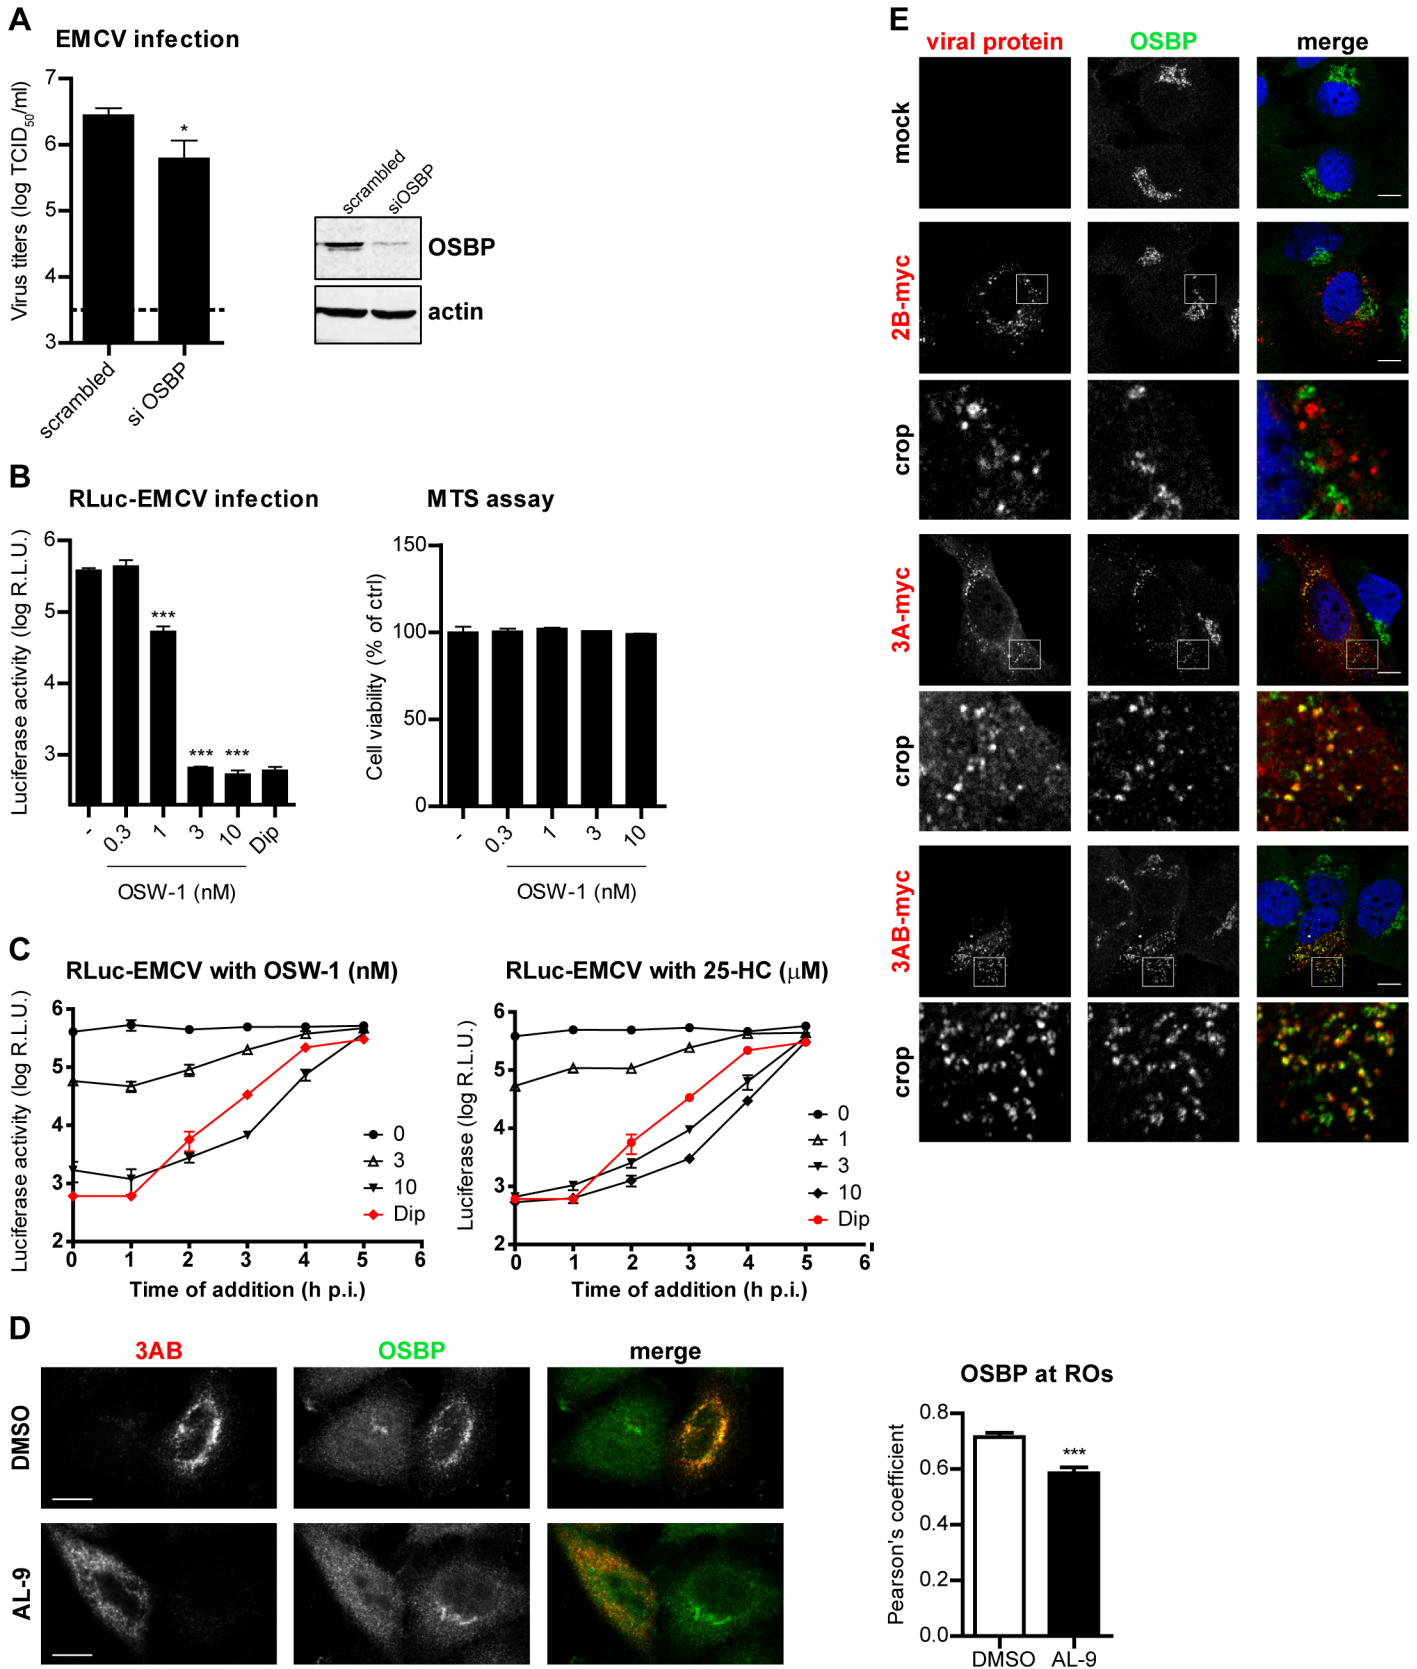 A
EMCV infection
Virus titers (log TCID50/ml)
7
6
5
4
3
*
scrambled
si OSBP
scrambled
siOSBP
OSBP
actin
B
RLuc-EMCV infection
Luciferase activity (log R.L.U.)
6
5
4
3
***
***
***
-
0.3
1
3
10
Dip
OSW-1 (nM)
MTS assay
Cell viability (% of ctrl)
150
100
50
0
-
0.3
1
3
10
OSW-1 (nM)
C
RLuc-EMCV with OSW-1 (nM)
Luciferase activity (log R.L.U.)
6
5
4
3
2
0
3
10
Dip
0 1 2 3 4 5 6
Time of addition (h p.i.)
RLuc-EMCV with 25-HC (μM)
Luciferase (log R.L.U.)
6
5
4
3
2
0
1
3
10
Dip
0 1 2 3 4 5 6
Time of addition (h p.i.)
D
3AB OSBP merge
DMSO
AL-9
OSBP at ROs
Pearson's coefficient
0.8
0.6
0.4
0.2
0.0
***
DMSO AL-9
E
viral protein OSBP merge
mock
2B-myc
crop
3A-myc
crop
3AB-myc
crop